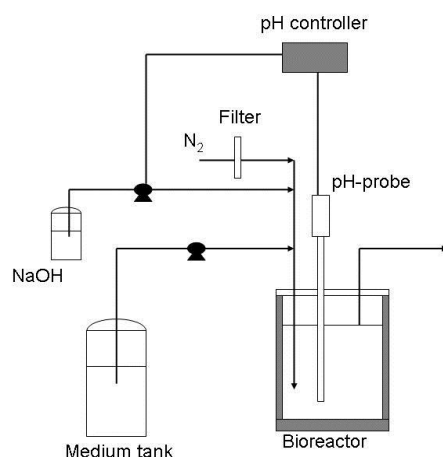 pH controller
Filter
N₂
pH-probe
NaOH
Medium tank
Bioreactor